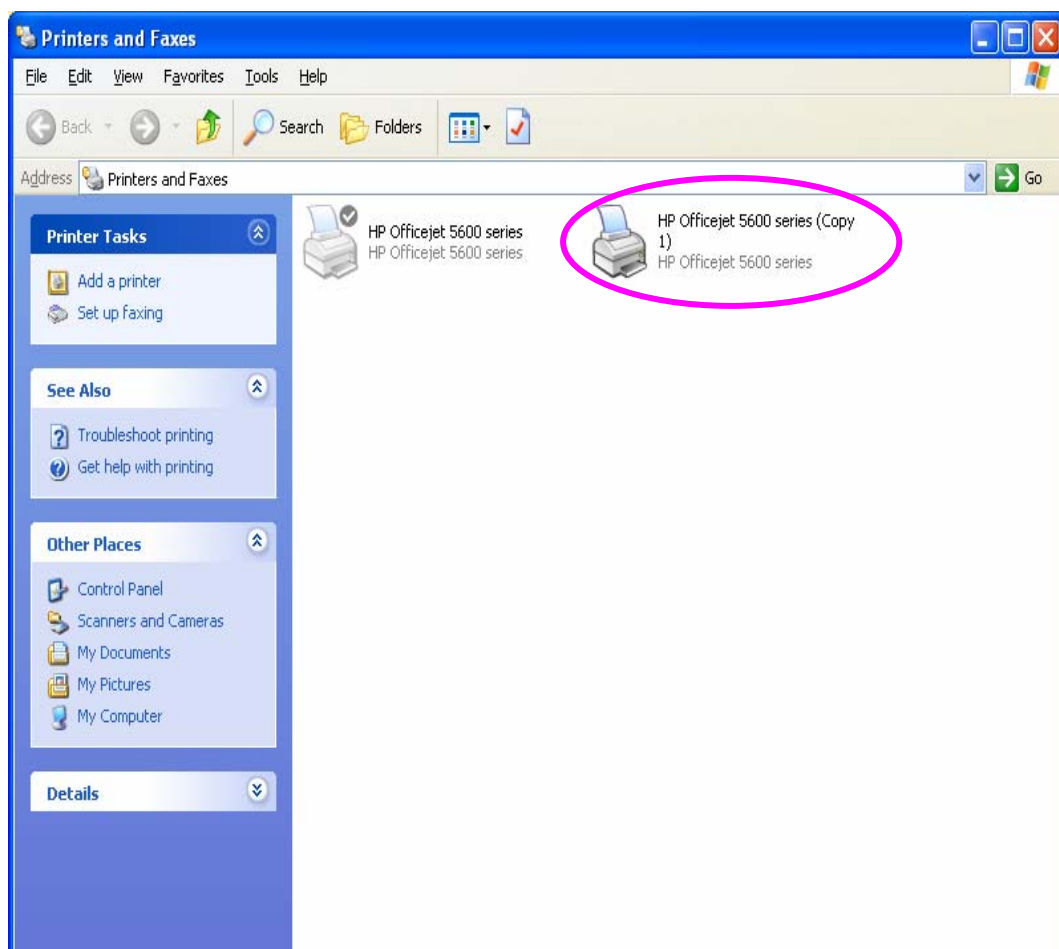 Printers and Faxes
File Edit View Favorites Tools Help
Back Search Folders
Address Printers and Faxes Go
Printer Tasks
Add a printer
Set up faxing
See Also
Troubleshoot printing
Get help with printing
Other Places
Control Panel
Scanners and Cameras
My Documents
My Pictures
My Computer
Details
HP Officejet 5600 series
HP Officejet 5600 series
HP Officejet 5600 series (Copy
1)
HP Officejet 5600 series